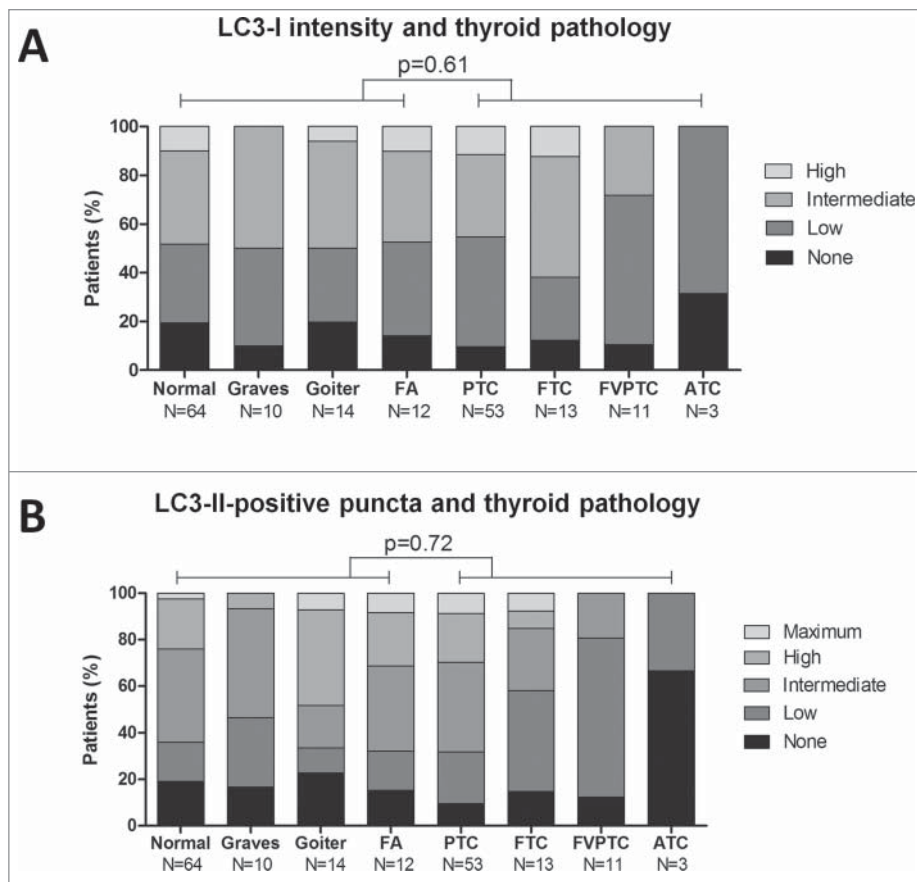 A
LC3-I intensity and thyroid pathology
p=0.61
100
80
60
40
20
0
Patients (%)
High
Intermediate
Low
None
Normal Graves Goiter FA PTC FTC FVPTC ATC
N=64 N=10 N=14 N=12 N=53 N=13 N=11 N=3
B
LC3-II-positive puncta and thyroid pathology
p=0.72
100
80
60
40
20
0
Patients (%)
Maximum
High
Intermediate
Low
None
Normal Graves Goiter FA PTC FTC FVPTC ATC
N=64 N=10 N=14 N=12 N=53 N=13 N=11 N=3